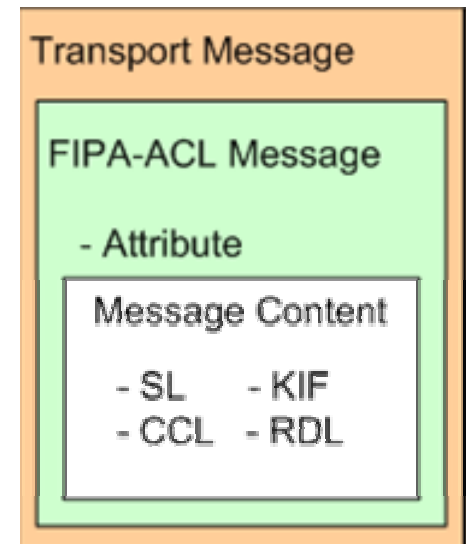 Transport Message
FIPA-ACL Message
- Attribute
Message Content
- SL - KIF
- CCL - RDL